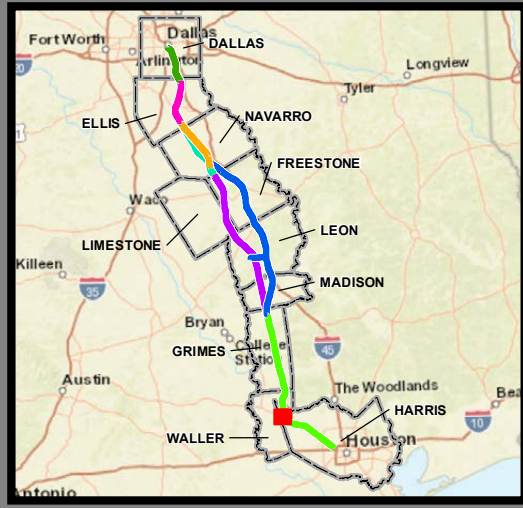 Dallas
DALLAS
Fort Worth
Arlington
Longview
20
Tyler
ELLIS
NAVARRO
FREESTONE
Waco
LIMESTONE
LEON
Killeen
MADISON
35
Bryan
GRIMES
College
Station
45
Austin
The Woodlands
HARRIS
10
WALLER
Houston